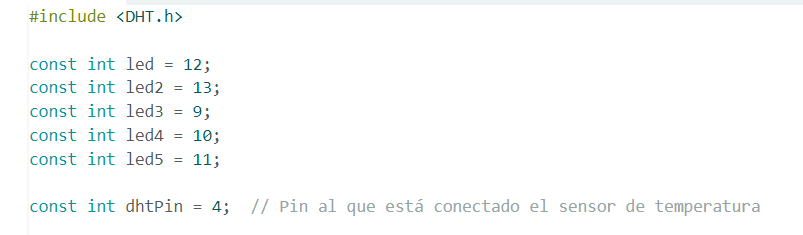 #include <DHT.h>
const int led = 12;
const int led2 = 13;
const int led3 = 9;
const int led4 = 10;
const int led5 = 11;
const int dhtPin = 4;  // Pin al que está conectado el sensor de temperatura